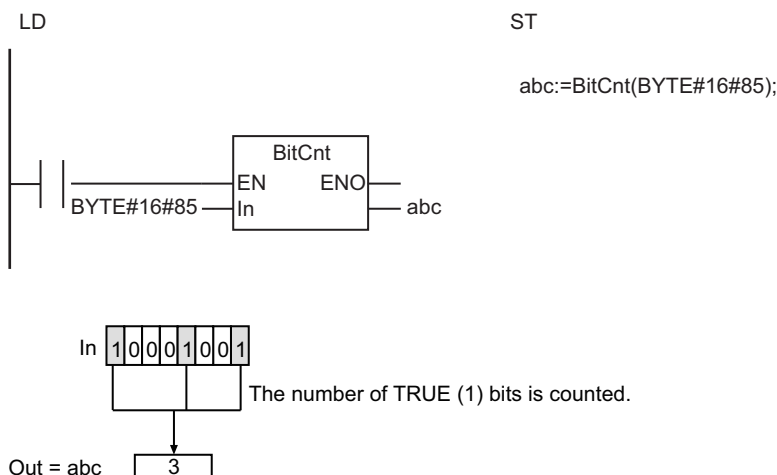 LD
ST
abc:=BitCnt(BYTE#16#85);
BitCnt
EN ENO
BYTE#16#85 In abc
In 1 0 0 0 1 0 0 1
The number of TRUE (1) bits is counted.
Out = abc 3